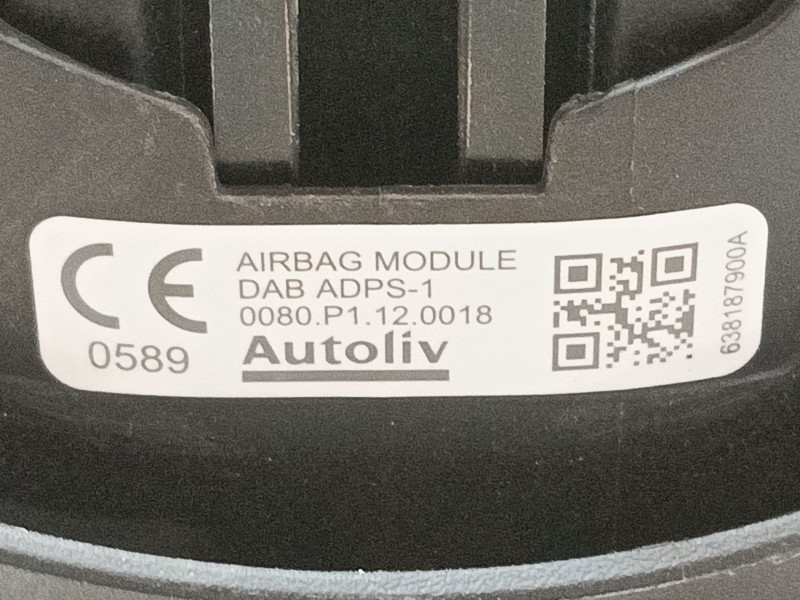 CE
0589
AIRBAG MODULE
DAB ADPS-1
0080.P1.12.0018
Autoliv
638187900A